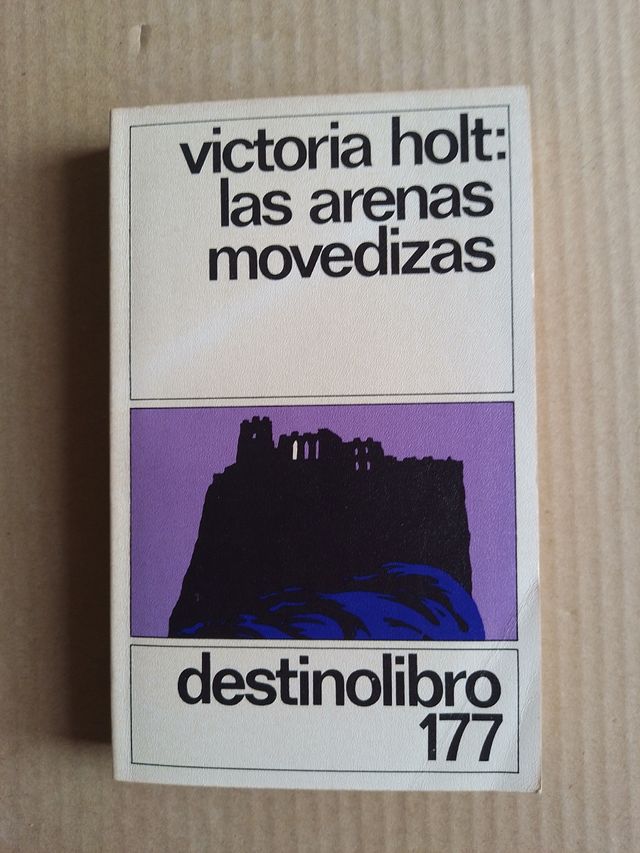 victoria holt:
las arenas
movedizas
destinolibro
177